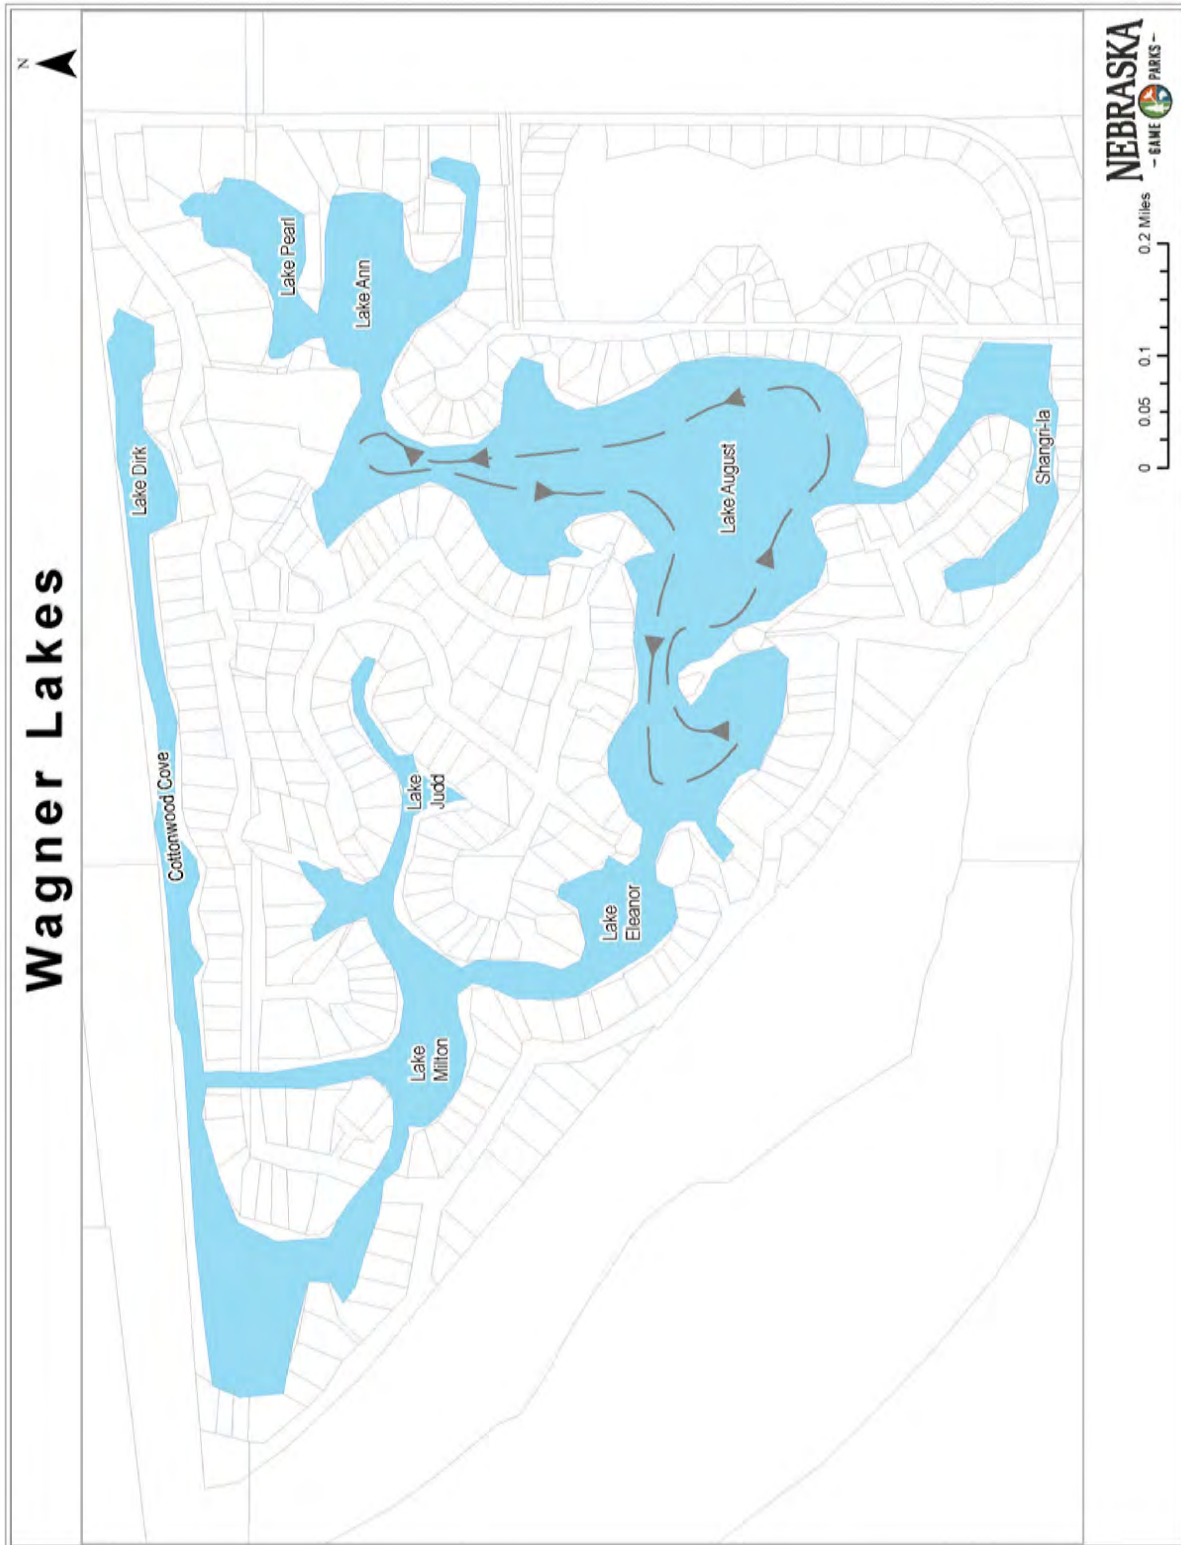 Wagner Lakes
N
Lake Dirk
Cottonwood Cove
Lake Pearl
Lake Ann
Lake
Judd
Lake
Milton
Lake
Eleanor
Lake August
Shangri-la
0 0.05 0.1 0.2 Miles
NEBRASKA
- GAME PARKS -